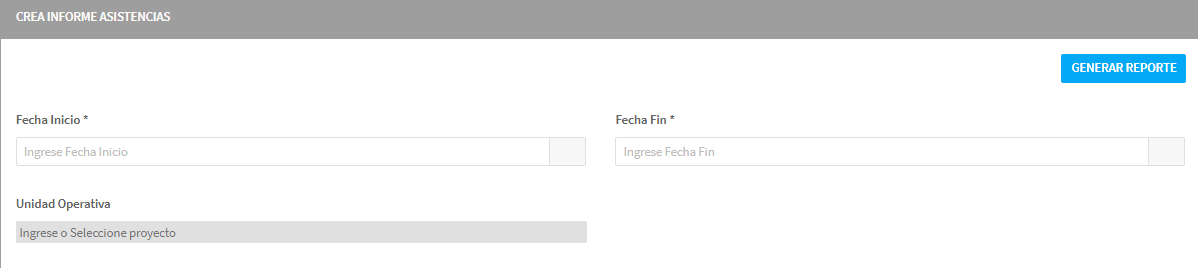 CREA INFORME ASISTENCIAS
GENERAR REPORTE
Fecha Inicio *
Fecha Fin *
Ingrese Fecha Inicio
Ingrese Fecha Fin
Unidad Operativa
Ingrese o Seleccione proyecto